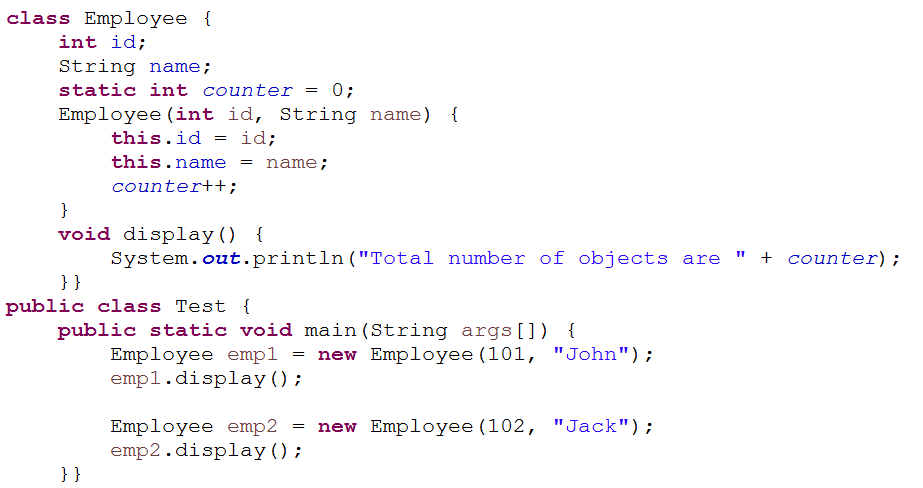 class Employee {
    int id;
    String name;
    static int counter = 0;
    Employee(int id, String name) {
        this.id = id;
        this.name = name;
        counter++;
    }
    void display() {
        System.out.println("Total number of objects are " + counter);
    }}
public class Test {
    public static void main(String args[]) {
        Employee emp1 = new Employee(101, "John");
        emp1.display();

        Employee emp2 = new Employee(102, "Jack");
        emp2.display();
    }}